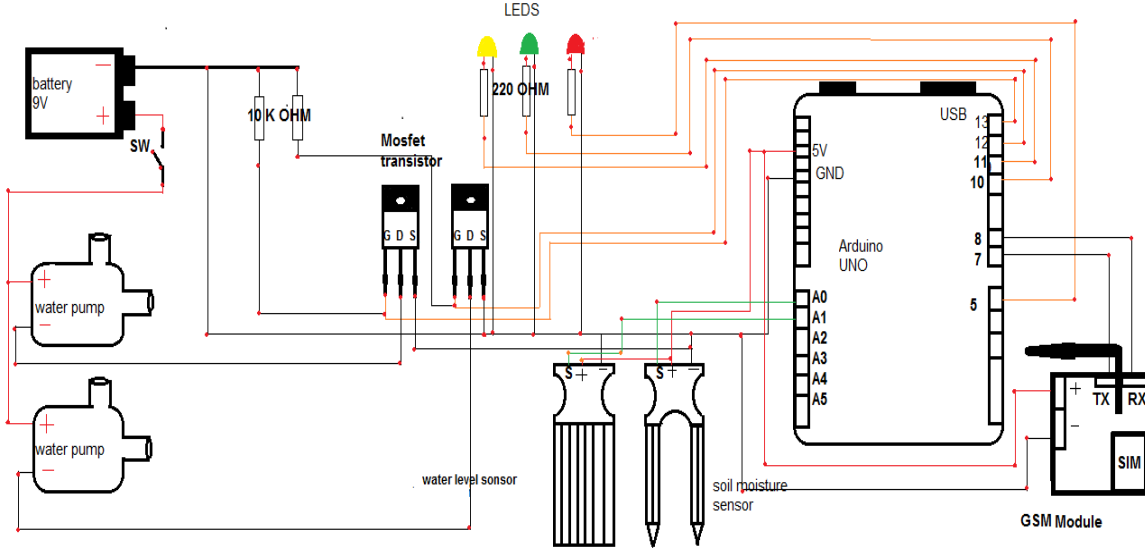 LEDS
battery
9V
−
+
SW
10 K OHM
220 OHM
Mosfet
transistor
G D S
G D S
USB
5V
GND
13
12
11
10
Arduino
UNO
8
7
5
A0
A1
A2
A3
A4
A5
+
water pump
−
+
water pump
−
S + −
S + −
water level sonsor
soil moisture
sensor
+
−
TX RX
SIM
GSM Module